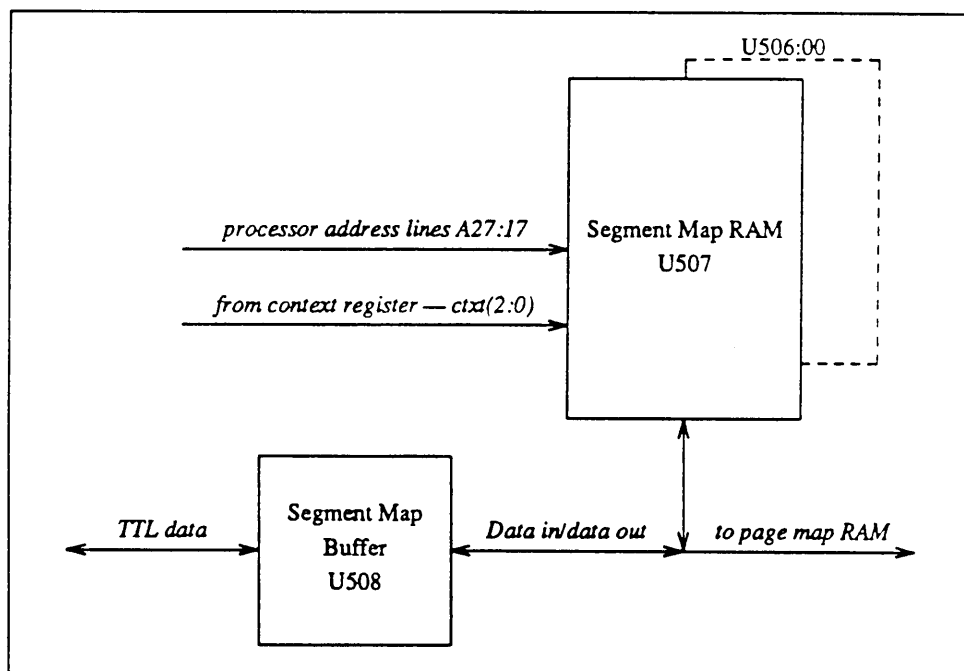 U506:00
processor address lines A27:17
Segment Map RAM
U507
from context register — ctxt(2:0)
Segment Map
Buffer
U508
TTL data
Data in/data out
to page map RAM